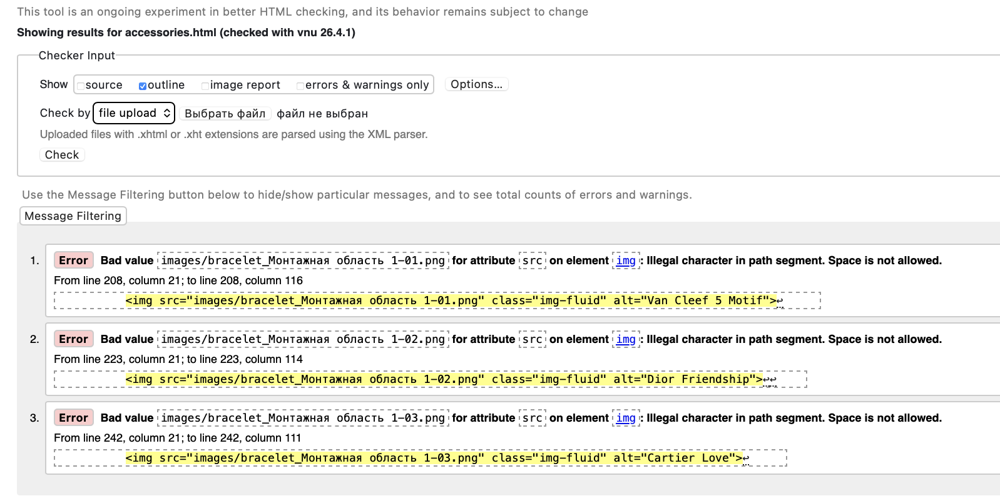 This tool is an ongoing experiment in better HTML checking, and its behavior remains subject to change
Showing results for accessories.html (checked with vnu 26.4.1)
Checker Input
Show source outline image report errors & warnings only Options...
Check by file upload Выбрать файл файл не выбран
Uploaded files with .xhtml or .xht extensions are parsed using the XML parser.
Check
Use the Message Filtering button below to hide/show particular messages, and to see total counts of errors and warnings.
Message Filtering
1. Error Bad value images/bracelet_Монтажная область 1-01.png for attribute src on element img: Illegal character in path segment. Space is not allowed.
From line 208, column 21; to line 208, column 116
<img src="images/bracelet_Монтажная область 1-01.png" class="img-fluid" alt="Van Cleef 5 Motif">↩
2. Error Bad value images/bracelet_Монтажная область 1-02.png for attribute src on element img: Illegal character in path segment. Space is not allowed.
From line 223, column 21; to line 223, column 114
<img src="images/bracelet_Монтажная область 1-02.png" class="img-fluid" alt="Dior Friendship">↩↩
3. Error Bad value images/bracelet_Монтажная область 1-03.png for attribute src on element img: Illegal character in path segment. Space is not allowed.
From line 242, column 21; to line 242, column 111
<img src="images/bracelet_Монтажная область 1-03.png" class="img-fluid" alt="Cartier Love">↩